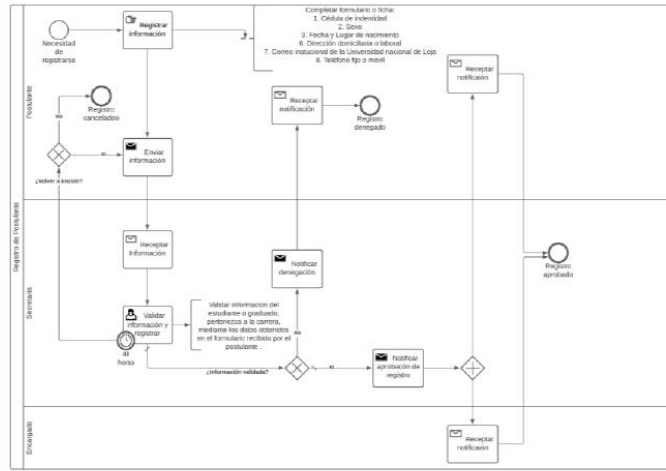 Registro de Postulante
Postulante
Necesidad
de
registrarse
Registrar
información
Completar formulario o ficha:
1. Cédula de indentidad
2. Sexo
3. Fecha y Lugar de nacimiento
6. Dirección domiciliaria o laboral
7. Correo instucional de la Universidad nacional de Loja
8. Teléfono fijo o móvil
Receptar
notificación
Registro
cancelados
Receptar
notificación
Registro
denegado
no
si
Enviar
información
¿Volver a insistir?
Secretaria
Receptar
Información
Notificar
denegación
Registro
aprobado
Validar
información y
registrar
48
horas
Validar informacion del
estudiante o graduado,
pertenezca a la carrera,
mediante los datos obtenidos
en el formulario recibido por el
postulante .
no
¿Información validada?
si
Notificar
aprobación de
registro
Encargado
Receptar
notificación